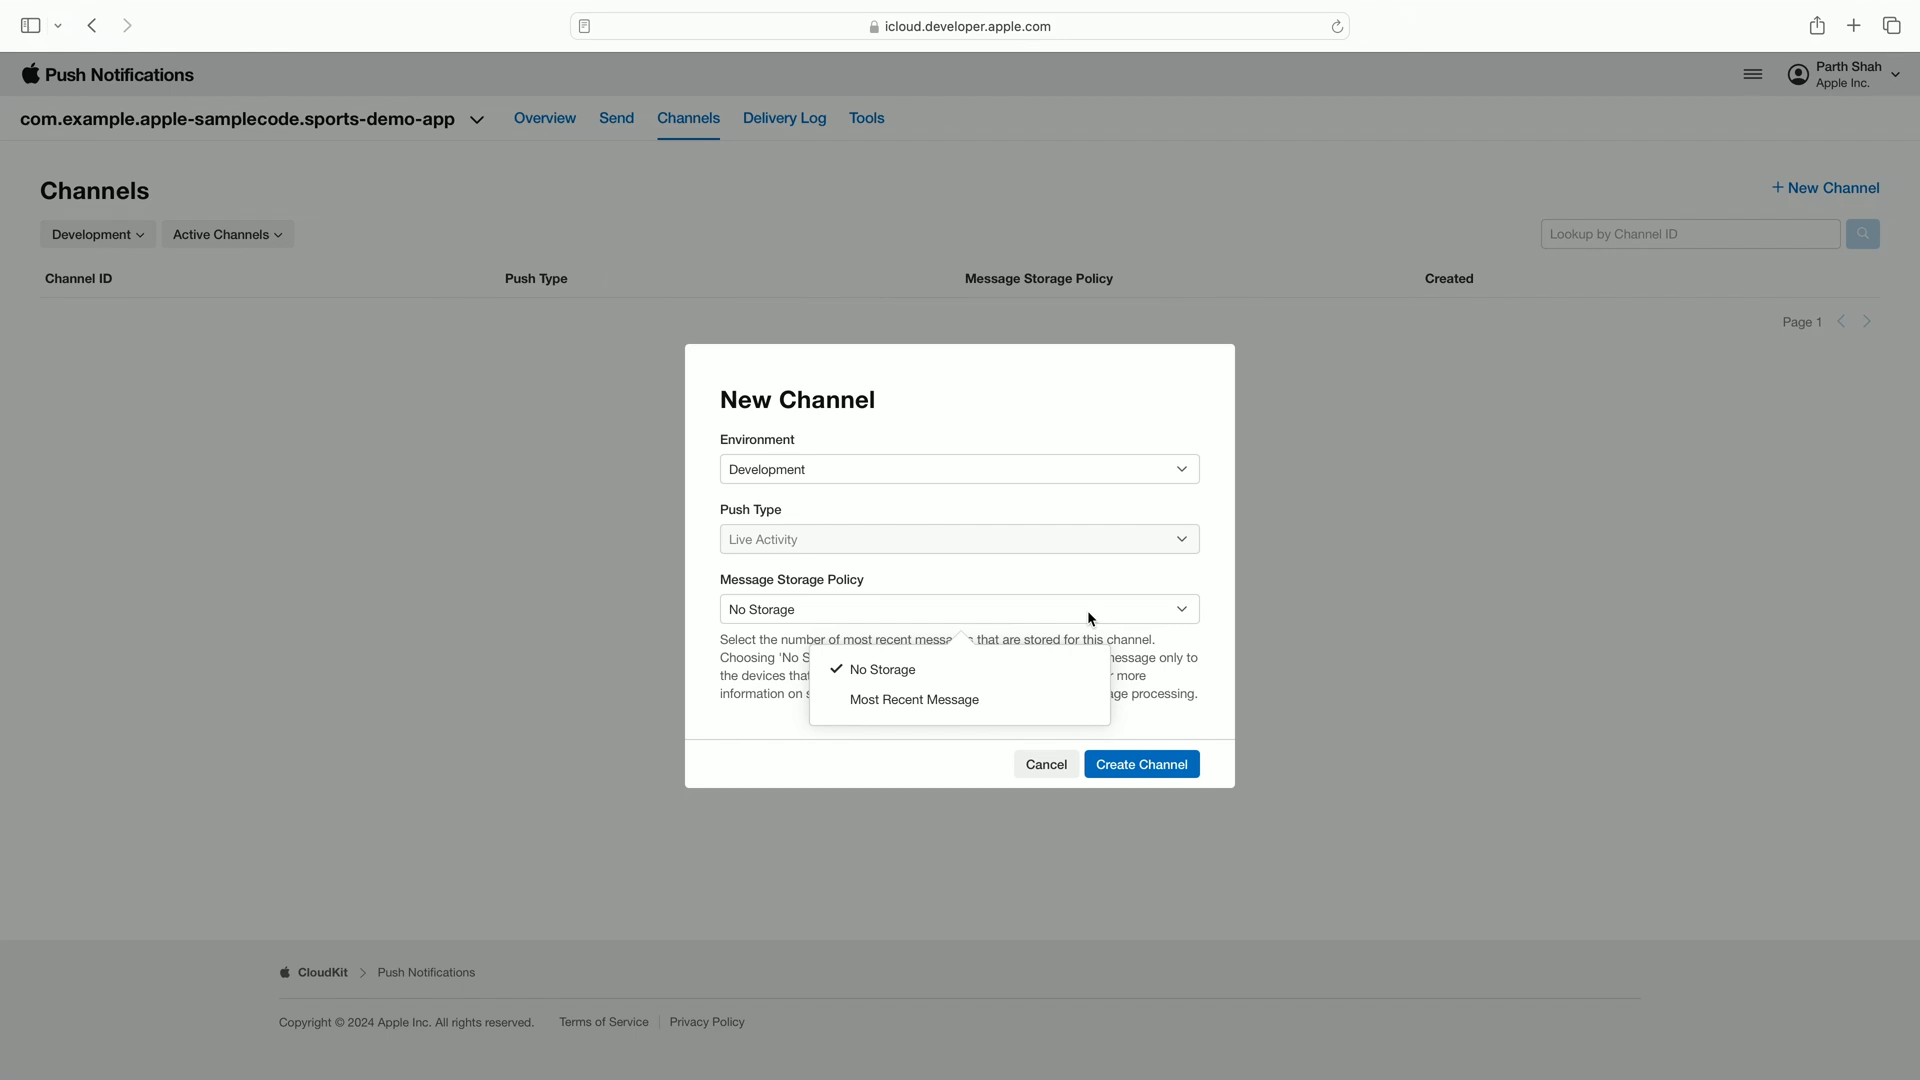 icloud.developer.apple.com
Push Notifications
Parth Shah
Apple Inc.
com.example.apple-samplecode.sports-demo-app
Overview
Send
Channels
Delivery Log
Tools
Channels
+ New Channel
Development
Active Channels
Lookup by Channel ID
Channel ID
Push Type
Message Storage Policy
Created
Page 1
New Channel
Environment
Development
Push Type
Live Activity
Message Storage Policy
No Storage
Select the number of most recent that are stored for this channel.
Choosing 'No only to
the devices more
information on processing.
No Storage
Most Recent Message
Cancel
Create Channel
CloudKit > Push Notifications
Copyright © 2024 Apple Inc. All rights reserved.
Terms of Service
Privacy Policy